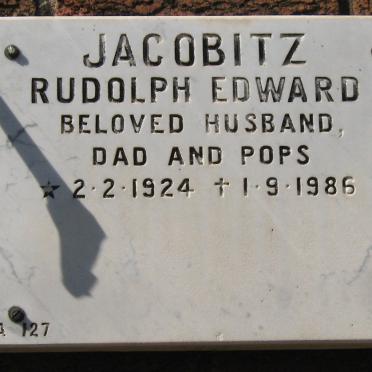 JACOBITZ
RUDOLPH EDWARD
BELOVED HUSBAND,
DAD AND POPS
★ 2·2·1924 ✝ 1·9·1986
A 127